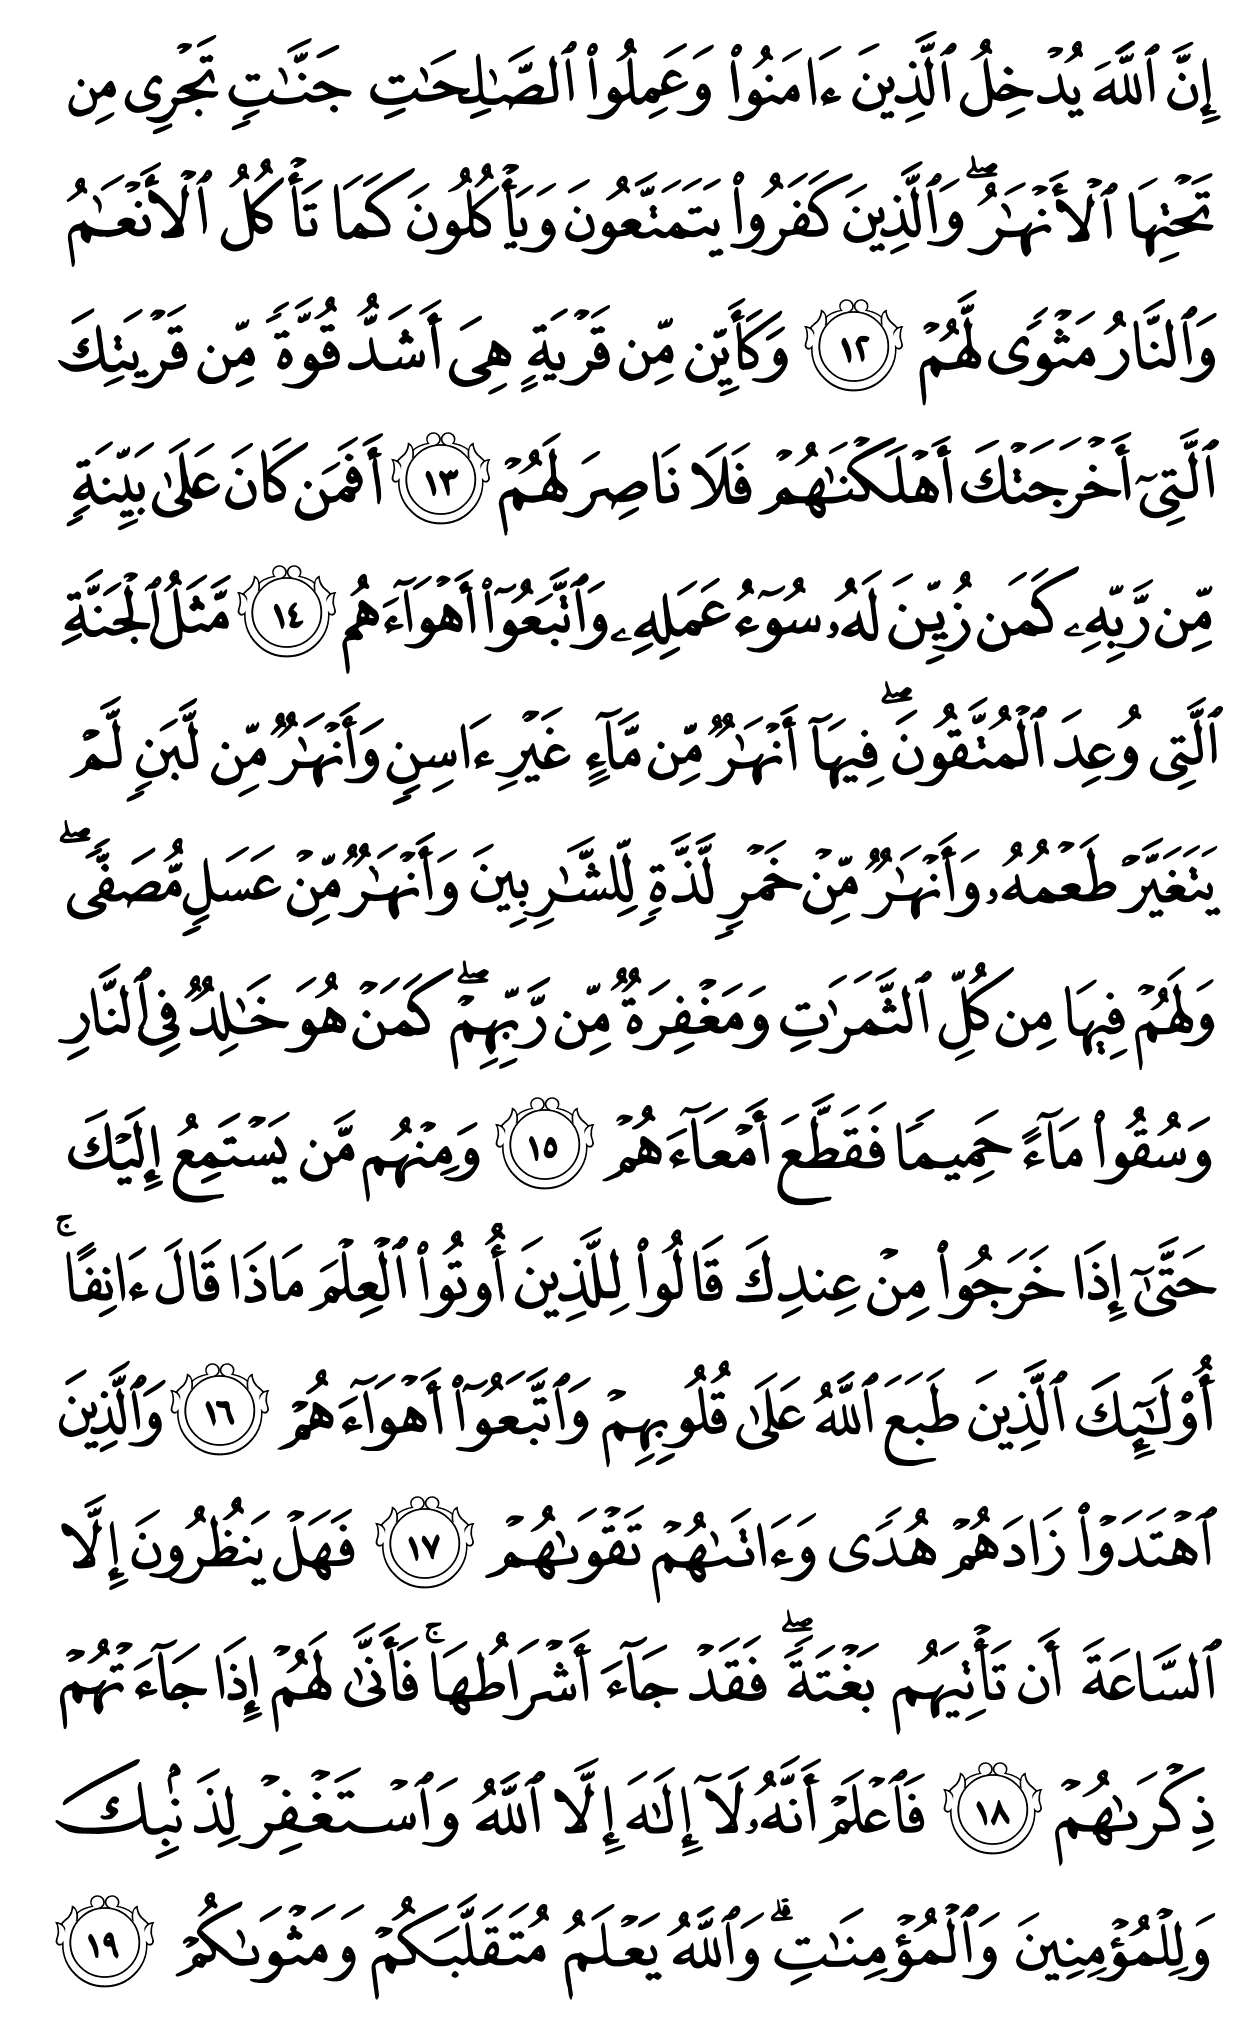 إِنَّ ٱللَّهَ يُدۡخِلُ ٱلَّذِينَ ءَامَنُواْ وَعَمِلُواْ ٱلصَّٰلِحَٰتِ جَنَّٰتٖ تَجۡرِي مِن
تَحۡتِهَا ٱلۡأَنۡهَٰرُۖ وَٱلَّذِينَ كَفَرُواْ يَتَمَتَّعُونَ وَيَأۡكُلُونَ كَمَا تَأۡكُلُ ٱلۡأَنۡعَٰمُ
وَٱلنَّارُ مَثۡوٗى لَّهُمۡ ١٢ وَكَأَيِّن مِّن قَرۡيَةٍ هِيَ أَشَدُّ قُوَّةٗ مِّن قَرۡيَتِكَ
ٱلَّتِيٓ أَخۡرَجَتۡكَ أَهۡلَكۡنَٰهُمۡ فَلَا نَاصِرَ لَهُمۡ ١٣ أَفَمَن كَانَ عَلَىٰ بَيِّنَةٖ
مِّن رَّبِّهِۦ كَمَن زُيِّنَ لَهُۥ سُوٓءُ عَمَلِهِۦ وَٱتَّبَعُوٓاْ أَهۡوَآءَهُم ١٤ مَّثَلُ ٱلۡجَنَّةِ
ٱلَّتِي وُعِدَ ٱلۡمُتَّقُونَۖ فِيهَآ أَنۡهَٰرٞ مِّن مَّآءٍ غَيۡرِ ءَاسِنٖ وَأَنۡهَٰرٞ مِّن لَّبَنٖ لَّمۡ
يَتَغَيَّرۡ طَعۡمُهُۥ وَأَنۡهَٰرٞ مِّنۡ خَمۡرٖ لَّذَّةٖ لِّلشَّٰرِبِينَ وَأَنۡهَٰرٞ مِّنۡ عَسَلٖ مُّصَفّٗىۖ
وَلَهُمۡ فِيهَا مِن كُلِّ ٱلثَّمَرَٰتِ وَمَغۡفِرَةٞ مِّن رَّبِّهِمۡۖ كَمَنۡ هُوَ خَٰلِدٞ فِي ٱلنَّارِ
وَسُقُواْ مَآءً حَمِيمٗا فَقَطَّعَ أَمۡعَآءَهُمۡ ١٥ وَمِنۡهُم مَّن يَسۡتَمِعُ إِلَيۡكَ
حَتَّىٰٓ إِذَا خَرَجُواْ مِنۡ عِندِكَ قَالُواْ لِلَّذِينَ أُوتُواْ ٱلۡعِلۡمَ مَاذَا قَالَ ءَانِفًاۚ
أُوْلَٰٓئِكَ ٱلَّذِينَ طَبَعَ ٱللَّهُ عَلَىٰ قُلُوبِهِمۡ وَٱتَّبَعُوٓاْ أَهۡوَآءَهُمۡ ١٦ وَٱلَّذِينَ
ٱهۡتَدَوۡاْ زَادَهُمۡ هُدٗى وَءَاتَىٰهُمۡ تَقۡوَىٰهُمۡ ١٧ فَهَلۡ يَنظُرُونَ إِلَّا
ٱلسَّاعَةَ أَن تَأۡتِيَهُم بَغۡتَةٗۖ فَقَدۡ جَآءَ أَشۡرَاطُهَاۚ فَأَنَّىٰ لَهُمۡ إِذَا جَآءَتۡهُمۡ
ذِكۡرَىٰهُمۡ ١٨ فَٱعۡلَمۡ أَنَّهُۥ لَآ إِلَٰهَ إِلَّا ٱللَّهُ وَٱسۡتَغۡفِرۡ لِذَنۢبِكَ
وَلِلۡمُؤۡمِنِينَ وَٱلۡمُؤۡمِنَٰتِۗ وَٱللَّهُ يَعۡلَمُ مُتَقَلَّبَكُمۡ وَمَثۡوَىٰكُمۡ ١٩